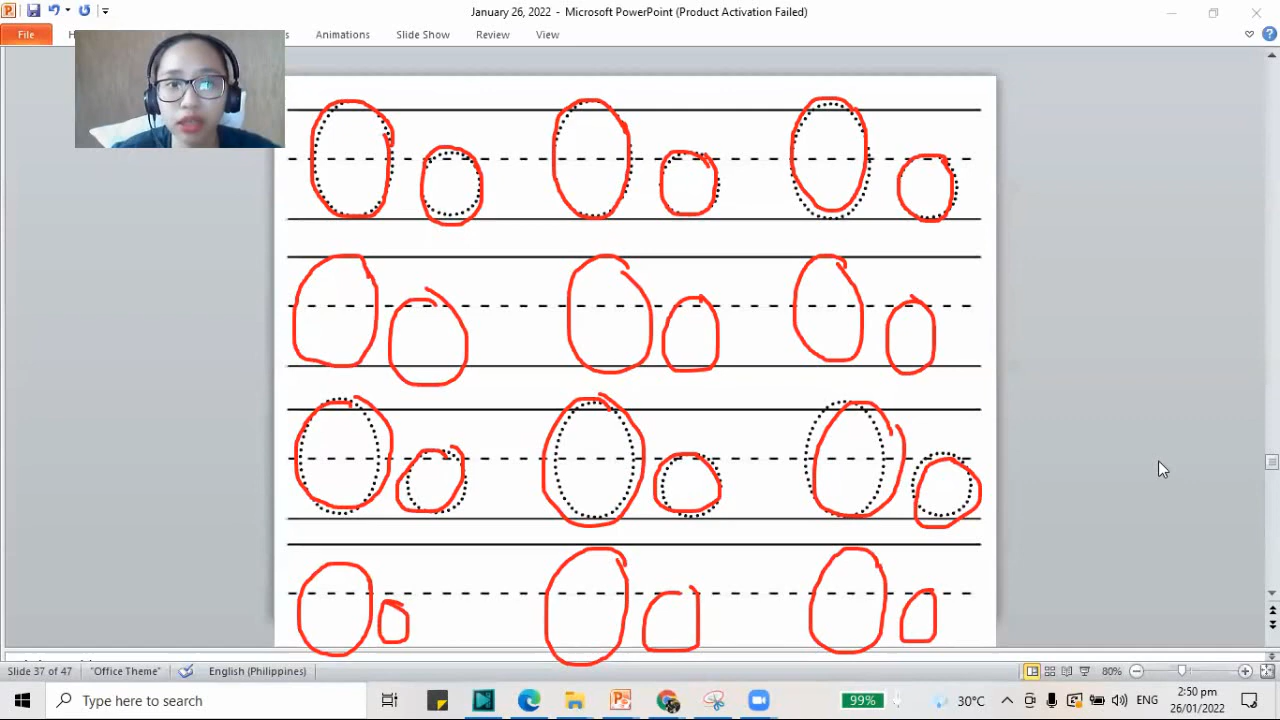 January 26, 2022 - Microsoft PowerPoint (Product Activation Failed)
File Animations Slide Show Review View
O o O o O o
O o O o O o
O o O o O o
O o O o O o
Slide 37 of 47 "Office Theme" English (Philippines) 80%
Type here to search 99% 30°C ENG 2:50 pm
26/01/2022